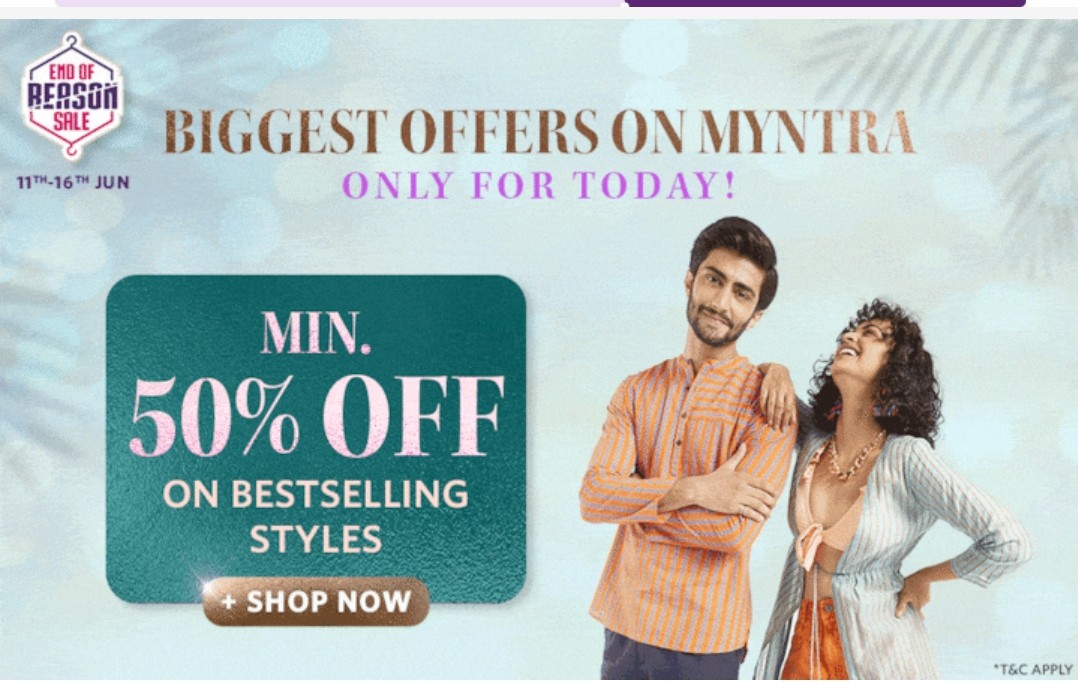 END OF
REASON
SALE
11TH-16TH JUN
BIGGEST OFFERS ON MYNTRA
ONLY FOR TODAY!
MIN.
50% OFF
ON BESTSELLING
STYLES
+ SHOP NOW
*T&C APPLY